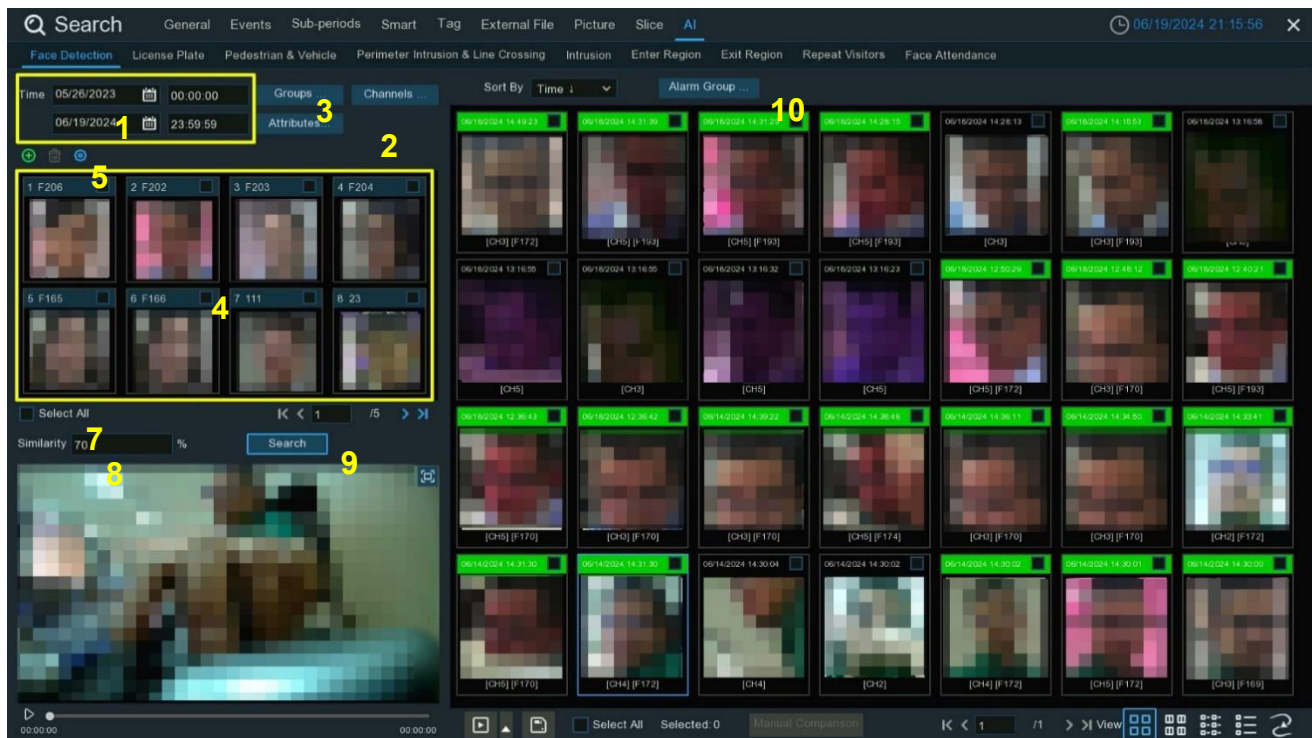 Search General Events Sub-periods Smart Tag External File Picture Slice AI 06/19/2024 21:15:56
Face Detection License Plate Pedestrian & Vehicle Perimeter Intrusion & Line Crossing Intrusion Enter Region Exit Region Repeat Visitors Face Attendance
Time 05/26/2023 00:00:00 Groups ... Channels ... Sort By Time ↓ Alarm Group ...
06/19/2024 23:59:59 Attributes...
1 3 2 10
5
1 F206 2 F202 3 F203 4 F204
5 F165 6 F166 7 111 8 23
4
Select All 1 /5
Similarity 70 % Search
7 8 9
00:00:00 00:00:00
06/18/2024 14:49:23 06/18/2024 14:31:39 06/18/2024 14:31:29 06/18/2024 14:28:15 06/18/2024 14:28:13 06/18/2024 14:18:53 06/18/2024 13:16:56
[CH3] [F172] [CH5] [F193] [CH5] [F193] [CH5] [F193] [CH3] [CH3] [F193]
06/18/2024 13:16:55 06/18/2024 13:16:55 06/18/2024 13:16:32 06/18/2024 13:16:23 06/18/2024 12:50:29 06/18/2024 12:48:12 06/18/2024 12:40:21
[CH5] [CH3] [CH5] [CH5] [CH5] [F172] [CH3] [F170] [CH5] [F193]
06/18/2024 12:36:43 06/18/2024 12:36:42 06/14/2024 14:39:22 06/14/2024 14:38:46 06/14/2024 14:36:11 06/14/2024 14:34:50 06/14/2024 14:33:41
[CH5] [F170] [CH3] [F170] [CH3] [F170] [CH5] [F174] [CH3] [F170] [CH3] [F170] [CH2] [F172]
06/14/2024 14:31:30 06/14/2024 14:31:30 06/14/2024 14:30:04 06/14/2024 14:30:02 06/14/2024 14:30:02 06/14/2024 14:30:01 06/14/2024 14:30:00
[CH5] [F170] [CH4] [F172] [CH4] [CH2] [CH4] [F172] [CH5] [F172] [CH3] [F169]
Select All Selected: 0 Manual Comparison 1 /1 View